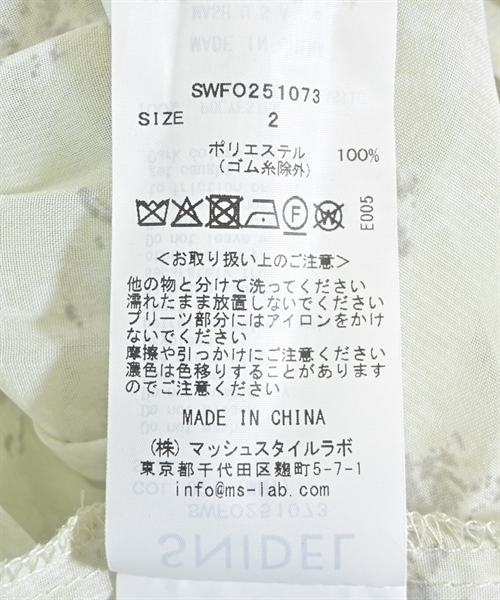 SWFO251073
SIZE 2
ポリエステル 100%
(ゴム糸除外)
F W
E005
<お取り扱い上のご注意>
他の物と分けて洗ってください
濡れたまま放置しないでください
プリーツ部分にはアイロンをかけ
ないでください
摩擦や引っかけにご注意ください
濃色は色移りすることがあります
のでご注意ください
MADE IN CHINA
(株) マッシュスタイルラボ
東京都千代田区麹町5-7-1
info@ms-lab.com
SWFO251073
SNIDEL